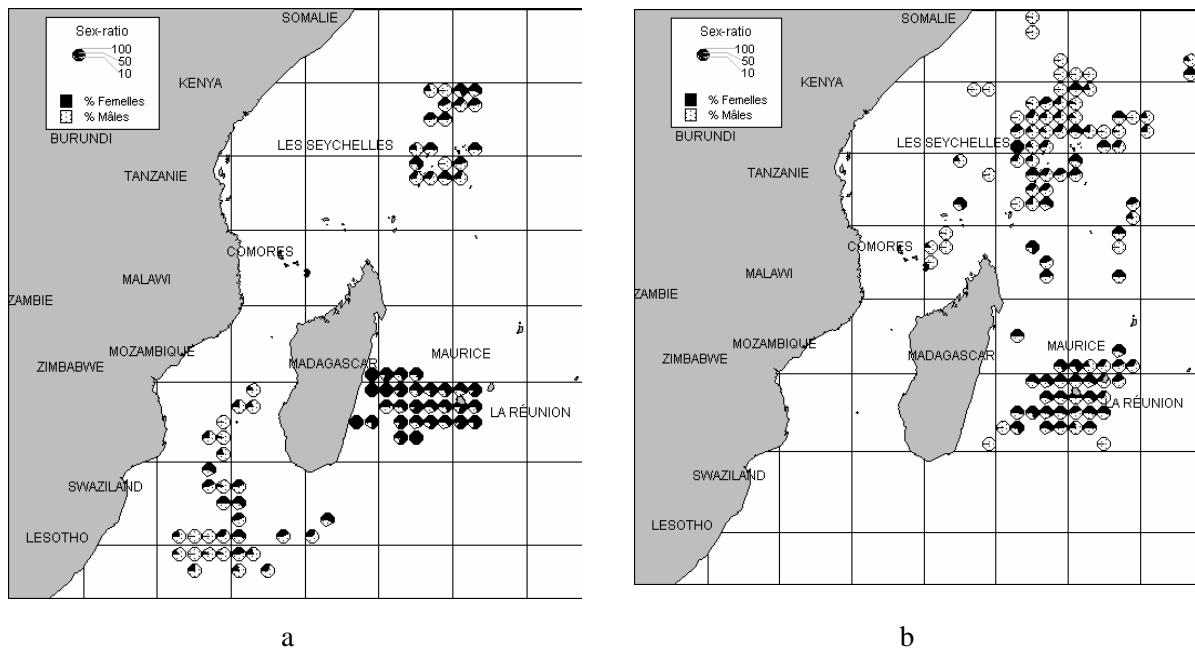 SOMALIE
Sex-ratio
100
50
10
% Femelles
% Mâles
KENYA
BURUNDI
LES SEYCHELLES
TANZANIE
COMORES
MALAWI
ZAMBIE
MOZAMBIQUE
ZIMBABWE
MADAGASCAR
MAURICE
LA RÉUNION
SWAZILAND
LESOTHO
a
SOMALIE
Sex-ratio
100
50
10
% Femelles
% Mâles
KENYA
BURUNDI
LES SEYCHELLES
TANZANIE
COMORES
MALAWI
ZAMBIE
MOZAMBIQUE
ZIMBABWE
MADAGASCAR
MAURICE
LA RÉUNION
SWAZILAND
LESOTHO
b